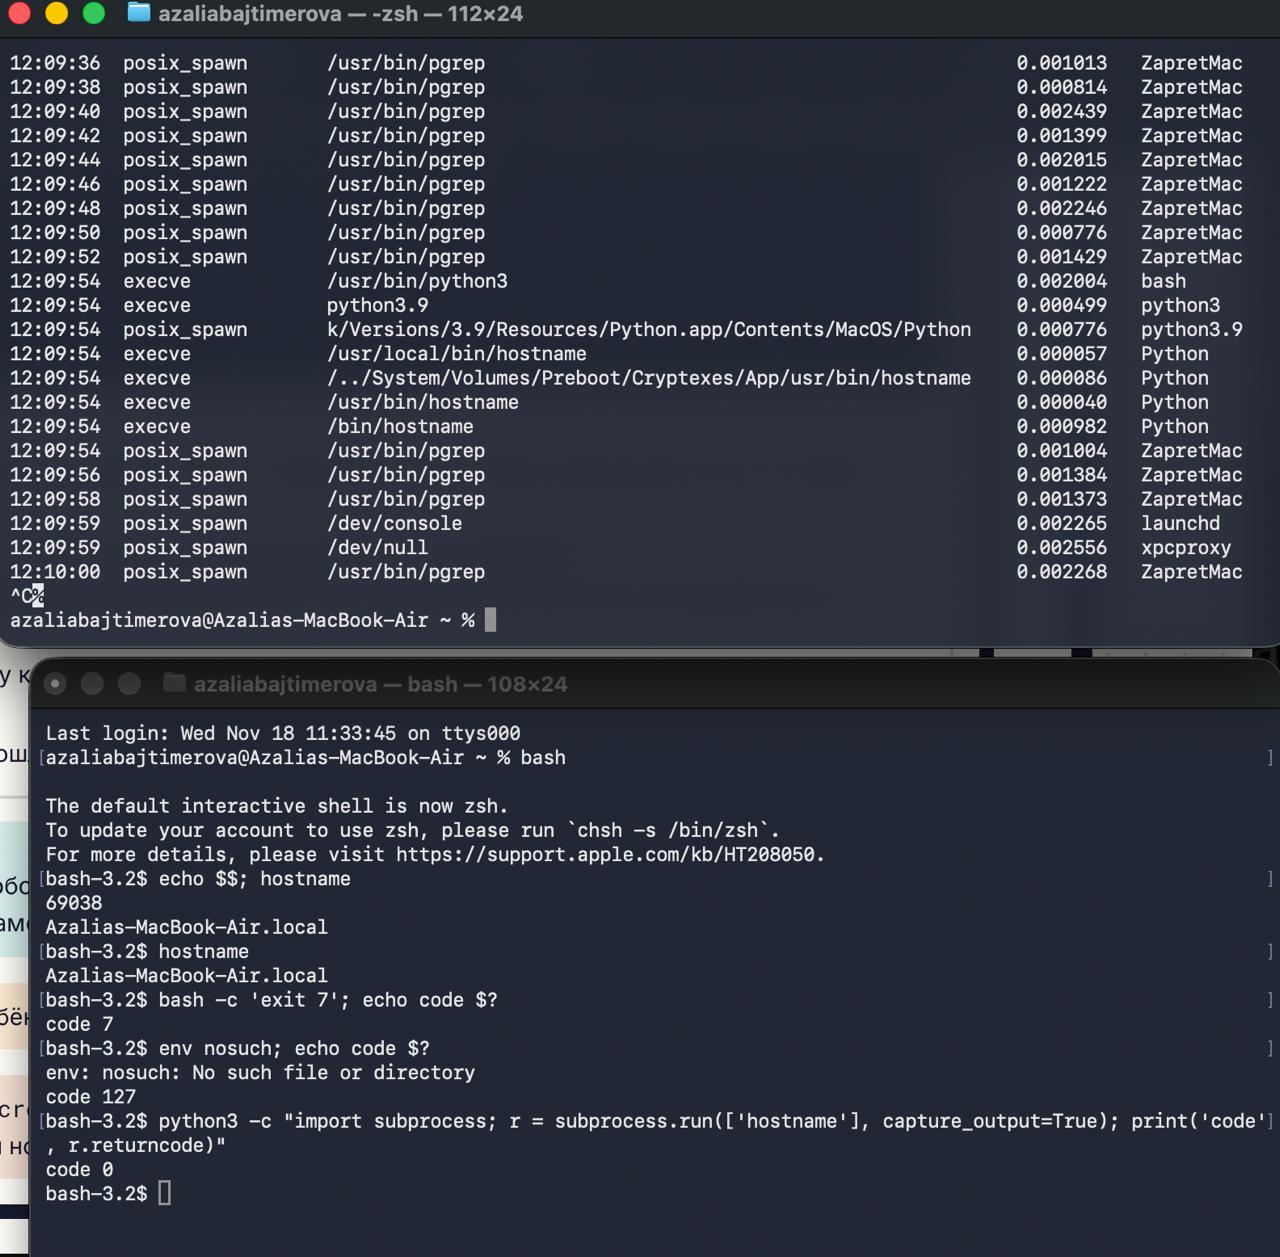 azaliabajtimerova — -zsh — 112×24
12:09:36 posix_spawn /usr/bin/pgrep 0.001013 ZapretMac
12:09:38 posix_spawn /usr/bin/pgrep 0.000814 ZapretMac
12:09:40 posix_spawn /usr/bin/pgrep 0.002439 ZapretMac
12:09:42 posix_spawn /usr/bin/pgrep 0.001399 ZapretMac
12:09:44 posix_spawn /usr/bin/pgrep 0.002015 ZapretMac
12:09:46 posix_spawn /usr/bin/pgrep 0.001222 ZapretMac
12:09:48 posix_spawn /usr/bin/pgrep 0.002246 ZapretMac
12:09:50 posix_spawn /usr/bin/pgrep 0.000776 ZapretMac
12:09:52 posix_spawn /usr/bin/pgrep 0.001429 ZapretMac
12:09:54 execve /usr/bin/python3 0.002004 bash
12:09:54 execve python3.9 0.000499 python3
12:09:54 posix_spawn k/Versions/3.9/Resources/Python.app/Contents/MacOS/Python 0.000776 python3.9
12:09:54 execve /usr/local/bin/hostname 0.000057 Python
12:09:54 execve /../System/Volumes/Preboot/Cryptexes/App/usr/bin/hostname 0.000086 Python
12:09:54 execve /usr/bin/hostname 0.000040 Python
12:09:54 execve /bin/hostname 0.000982 Python
12:09:54 posix_spawn /usr/bin/pgrep 0.001004 ZapretMac
12:09:56 posix_spawn /usr/bin/pgrep 0.001384 ZapretMac
12:09:58 posix_spawn /usr/bin/pgrep 0.001373 ZapretMac
12:09:59 posix_spawn /dev/console 0.002265 launchd
12:09:59 posix_spawn /dev/null 0.002556 xpcproxy
12:10:00 posix_spawn /usr/bin/pgrep 0.002268 ZapretMac
^C%
azaliabajtimerova@Azalias-MacBook-Air ~ %
azaliabajtimerova — bash — 108×24
Last login: Wed Nov 18 11:33:45 on ttys000
[azaliabajtimerova@Azalias-MacBook-Air ~ % bash ]
The default interactive shell is now zsh.
To update your account to use zsh, please run `chsh -s /bin/zsh`.
For more details, please visit https://support.apple.com/kb/HT208050.
[bash-3.2$ echo $$; hostname ]
69038
Azalias-MacBook-Air.local
[bash-3.2$ hostname ]
Azalias-MacBook-Air.local
[bash-3.2$ bash -c 'exit 7'; echo code $? ]
code 7
[bash-3.2$ env nosuch; echo code $? ]
env: nosuch: No such file or directory
code 127
[bash-3.2$ python3 -c "import subprocess; r = subprocess.run(['hostname'], capture_output=True); print('code']
, r.returncode)"
code 0
bash-3.2$